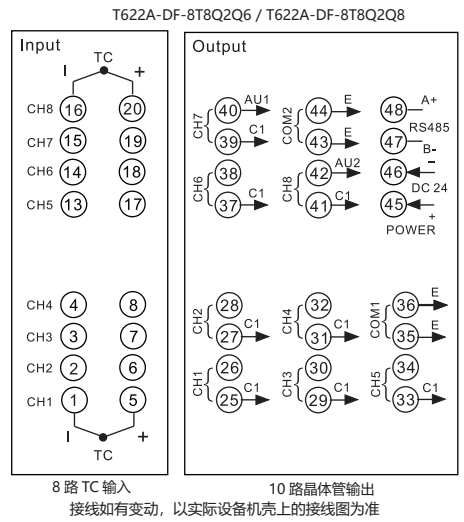 T622A-DF-8T8Q2Q6 / T622A-DF-8T8Q2Q8
Input
TC
I +
CH8 16 20
CH7 15 19
CH6 14 18
CH5 13 17
CH4 4 8
CH3 3 7
CH2 2 6
CH1 1 5
I +
TC
Output
CH7 40 AU1
39 C1
COM2 44 E
43 E
48 A+
RS485
47 B-
CH6 38
37 C1
CH8 42 AU2
41 C1
46 -
DC 24
45 +
POWER
CH2 28
27 C1
CH4 32
31 C1
COM1 36 E
35 E
CH1 26
25 C1
CH3 30
29 C1
CH5 34
33 C1
8 路 TC 输入
10 路晶体管输出
接线如有变动，以实际设备机壳上的接线图为准